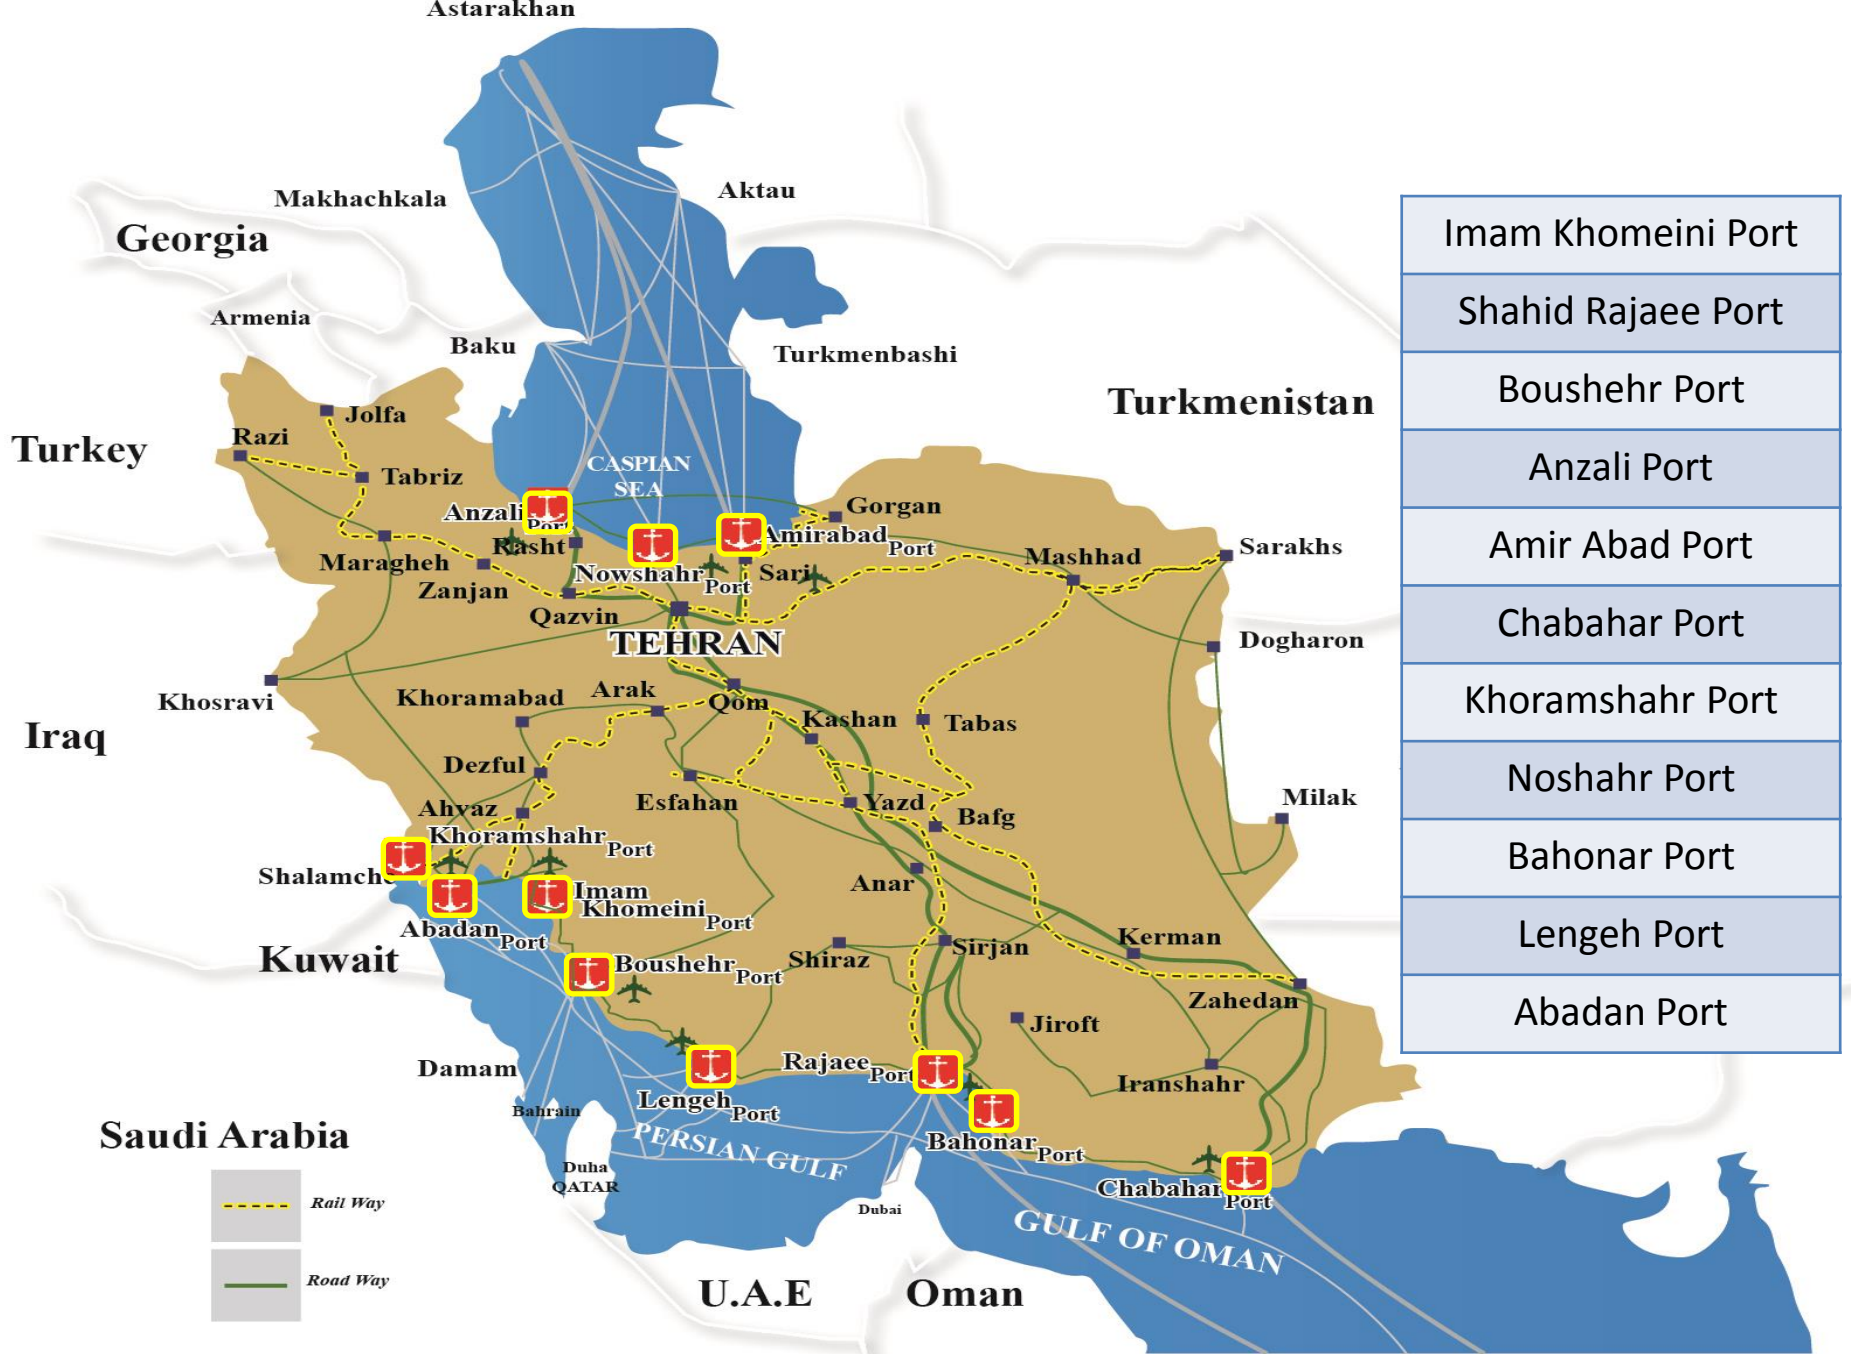 Astarakhan
Makhachkala
Aktau
Georgia
Armenia
Baku
Turkmenbashi
Turkmenistan
Turkey
Jolfa
Razi
Tabriz
CASPIAN
SEA
Anzali
Port
Gorgan
Amirabad Port
Rasht
Maragheh
Nowshahr Port
Sari
Mashhad
Sarakhs
Zanjan
Qazvin
TEHRAN
Dogharon
Khosravi
Khoramabad
Arak
Qom
Kashan
Tabas
Iraq
Dezful
Esfahan
Yazd
Milak
Ahvaz
Bafg
Khoramshahr Port
Shalamche
Anar
Imam
Khomeini Port
Abadan Port
Kuwait
Boushehr Port
Shiraz
Sirjan
Kerman
Zahedan
Jiroft
Damam
Rajaee Port
Iranshahr
Lengeh Port
Bahrain
Saudi Arabia
PERSIAN GULF
Bahonar Port
Duha
QATAR
Chabahar Port
Dubai
GULF OF OMAN
Rail Way
Road Way
U.A.E
Oman
Imam Khomeini Port
Shahid Rajaee Port
Boushehr Port
Anzali Port
Amir Abad Port
Chabahar Port
Khoramshahr Port
Noshahr Port
Bahonar Port
Lengeh Port
Abadan Port